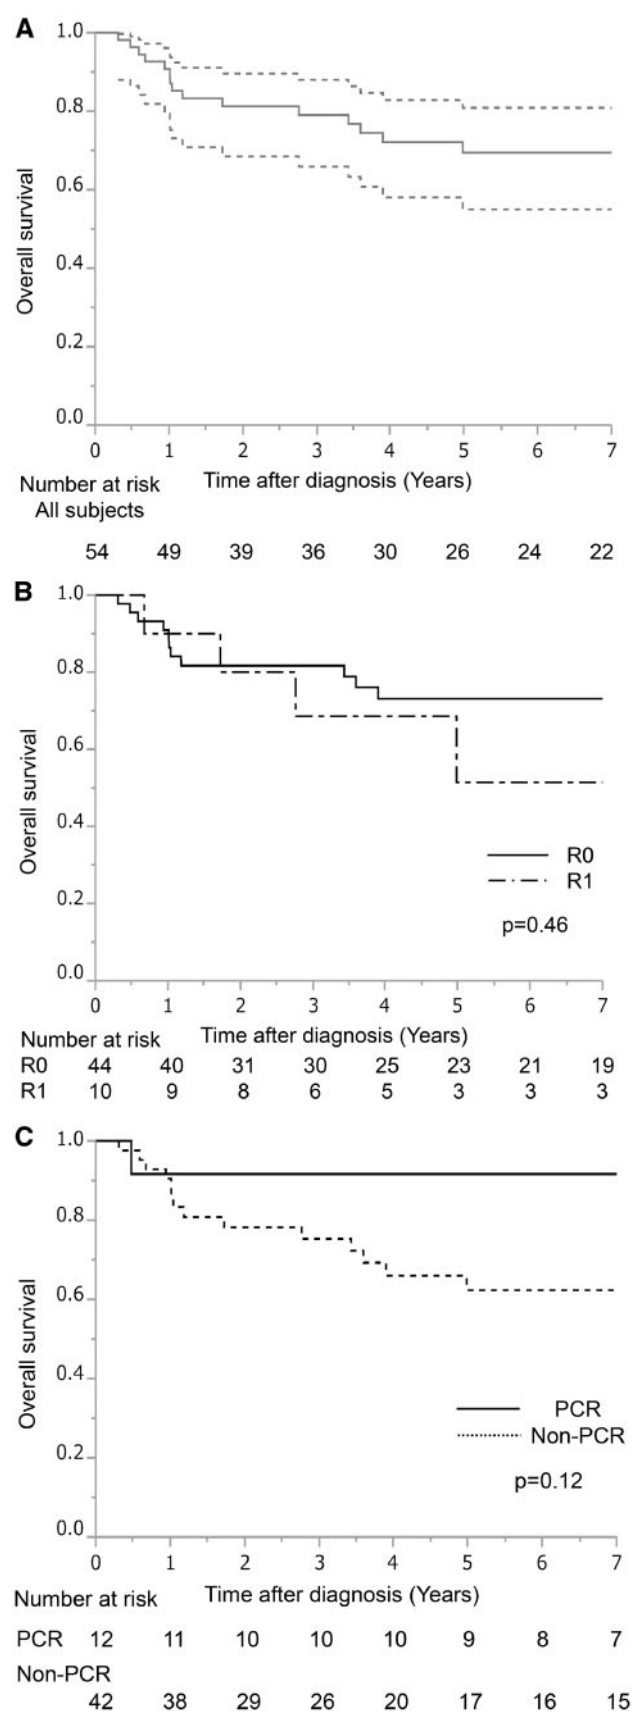 A
1.0
0.8
0.6
0.4
0.2
0.0
Overall survival
0 1 2 3 4 5 6 7
Time after diagnosis (Years)
Number at risk
All subjects
54 49 39 36 30 26 24 22
B
1.0
0.8
0.6
0.4
0.2
0.0
Overall survival
R0
R1
p=0.46
0 1 2 3 4 5 6 7
Time after diagnosis (Years)
Number at risk
R0 44 40 31 30 25 23 21 19
R1 10 9 8 6 5 3 3 3
C
1.0
0.8
0.6
0.4
0.2
0.0
Overall survival
PCR
Non-PCR
p=0.12
0 1 2 3 4 5 6 7
Time after diagnosis (Years)
Number at risk
PCR 12 11 10 10 10 9 8 7
Non-PCR
42 38 29 26 20 17 16 15